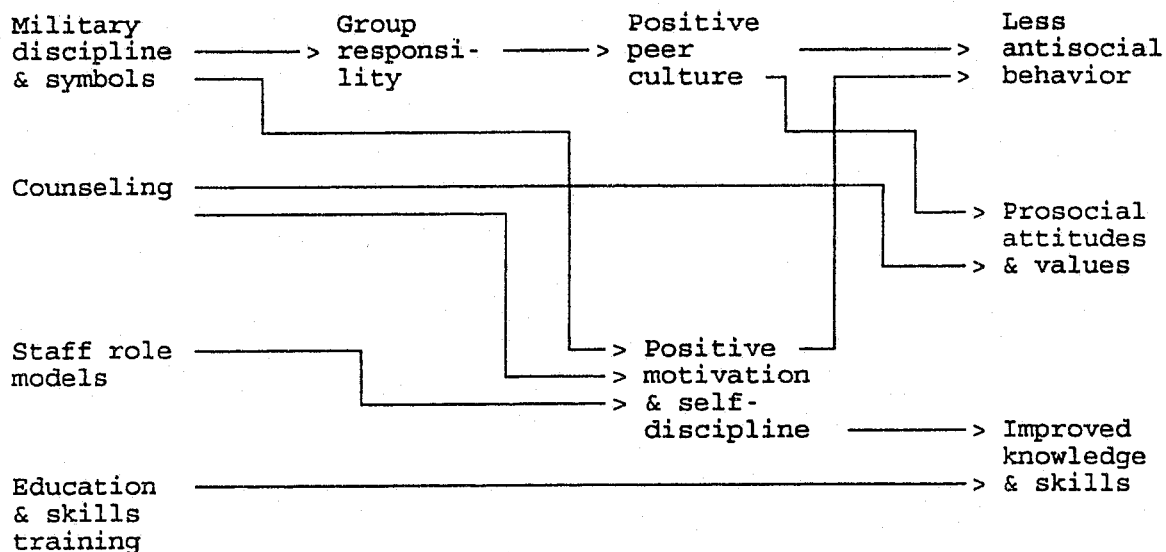 Military
discipline
& symbols
Group
responsi-
lity
Positive
peer
culture
Less
antisocial
behavior
Counseling
Prosocial
attitudes
& values
Staff role
models
Positive
motivation
& self-
discipline
Improved
knowledge
& skills
Education
& skills
training